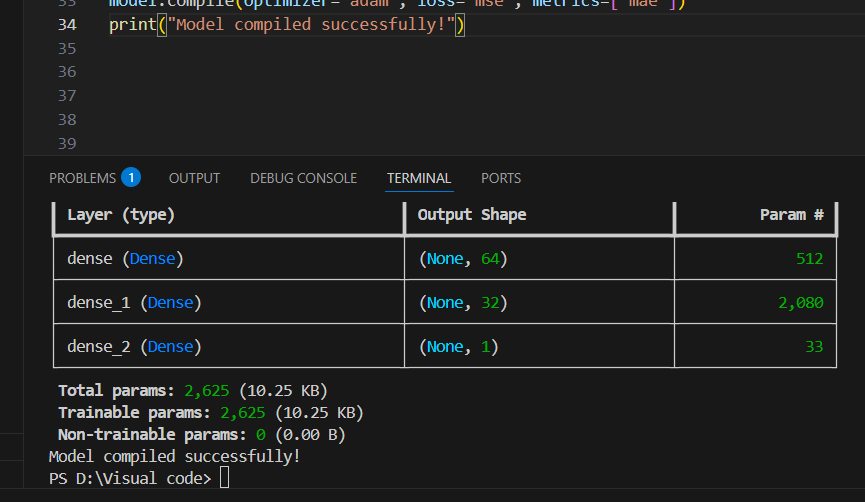 33 model.compile(optimizer='adam', loss='mse', metrics=['mae'])
34 print("Model compiled successfully!")
35
36
37
38
39
PROBLEMS 1 OUTPUT DEBUG CONSOLE TERMINAL PORTS
Layer (type) Output Shape Param #
dense (Dense) (None, 64) 512
dense_1 (Dense) (None, 32) 2,080
dense_2 (Dense) (None, 1) 33
Total params: 2,625 (10.25 KB)
Trainable params: 2,625 (10.25 KB)
Non-trainable params: 0 (0.00 B)
Model compiled successfully!
PS D:\Visual code>